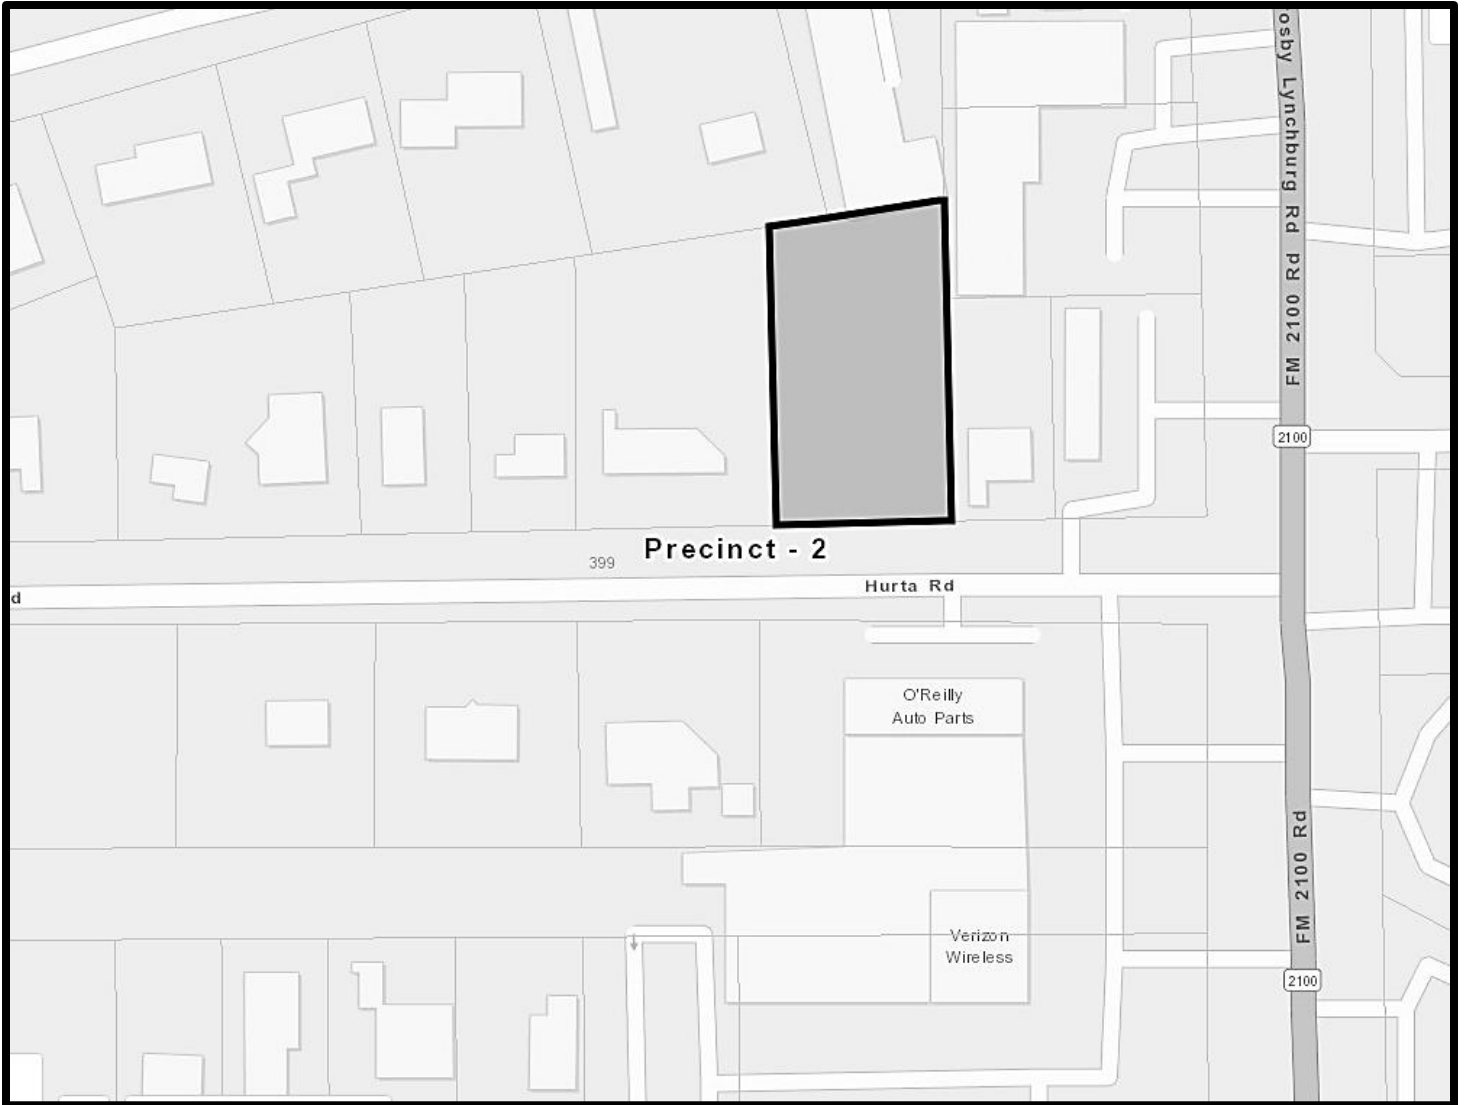 osby Lynchburg Rd
FM 2100 Rd
2100
Precinct - 2
399
Hurta Rd
d
O'Reilly
Auto Parts
FM 2100 Rd
Verizon
Wireless
2100